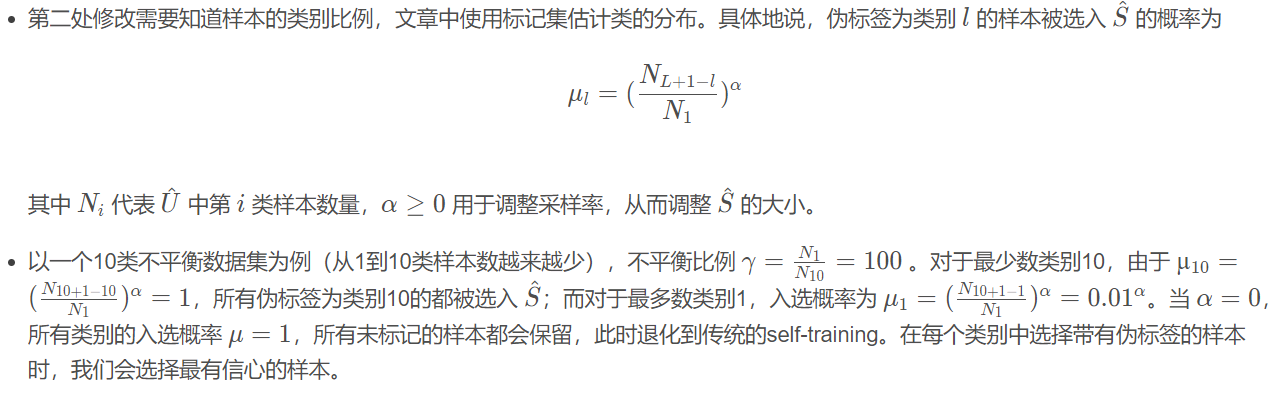 • 第二处修改需要知道样本的类别比例，文章中使用标记集估计类的分布。具体地说，伪标签为类别 $l$ 的样本被选入 $\hat{S}$ 的概率为
$\mu_l = (\frac{N_{L+1-l}}{N_1})^{\alpha}$
其中 $N_i$ 代表 $\hat{U}$ 中第 $i$ 类样本数量，$\alpha \geq 0$ 用于调整采样率，从而调整 $\hat{S}$ 的大小。
• 以一个10类不平衡数据集为例（从1到10类样本数越来越少），不平衡比例 $\gamma = \frac{N_1}{N_{10}} = 100$ 。对于最少数类别10，由于 $\mu_{10} =$
$(\frac{N_{10+1-10}}{N_1})^{\alpha} = 1$，所有伪标签为类别10的都被选入 $\hat{S}$；而对于最多数类别1，入选概率为 $\mu_1 = (\frac{N_{10+1-1}}{N_1})^{\alpha} = 0.01^{\alpha}$。当 $\alpha = 0$，
所有类别的入选概率 $\mu = 1$，所有未标记的样本都会保留，此时退化到传统的self-training。在每个类别中选择带有伪标签的样本
时，我们会选择最有信心的样本。